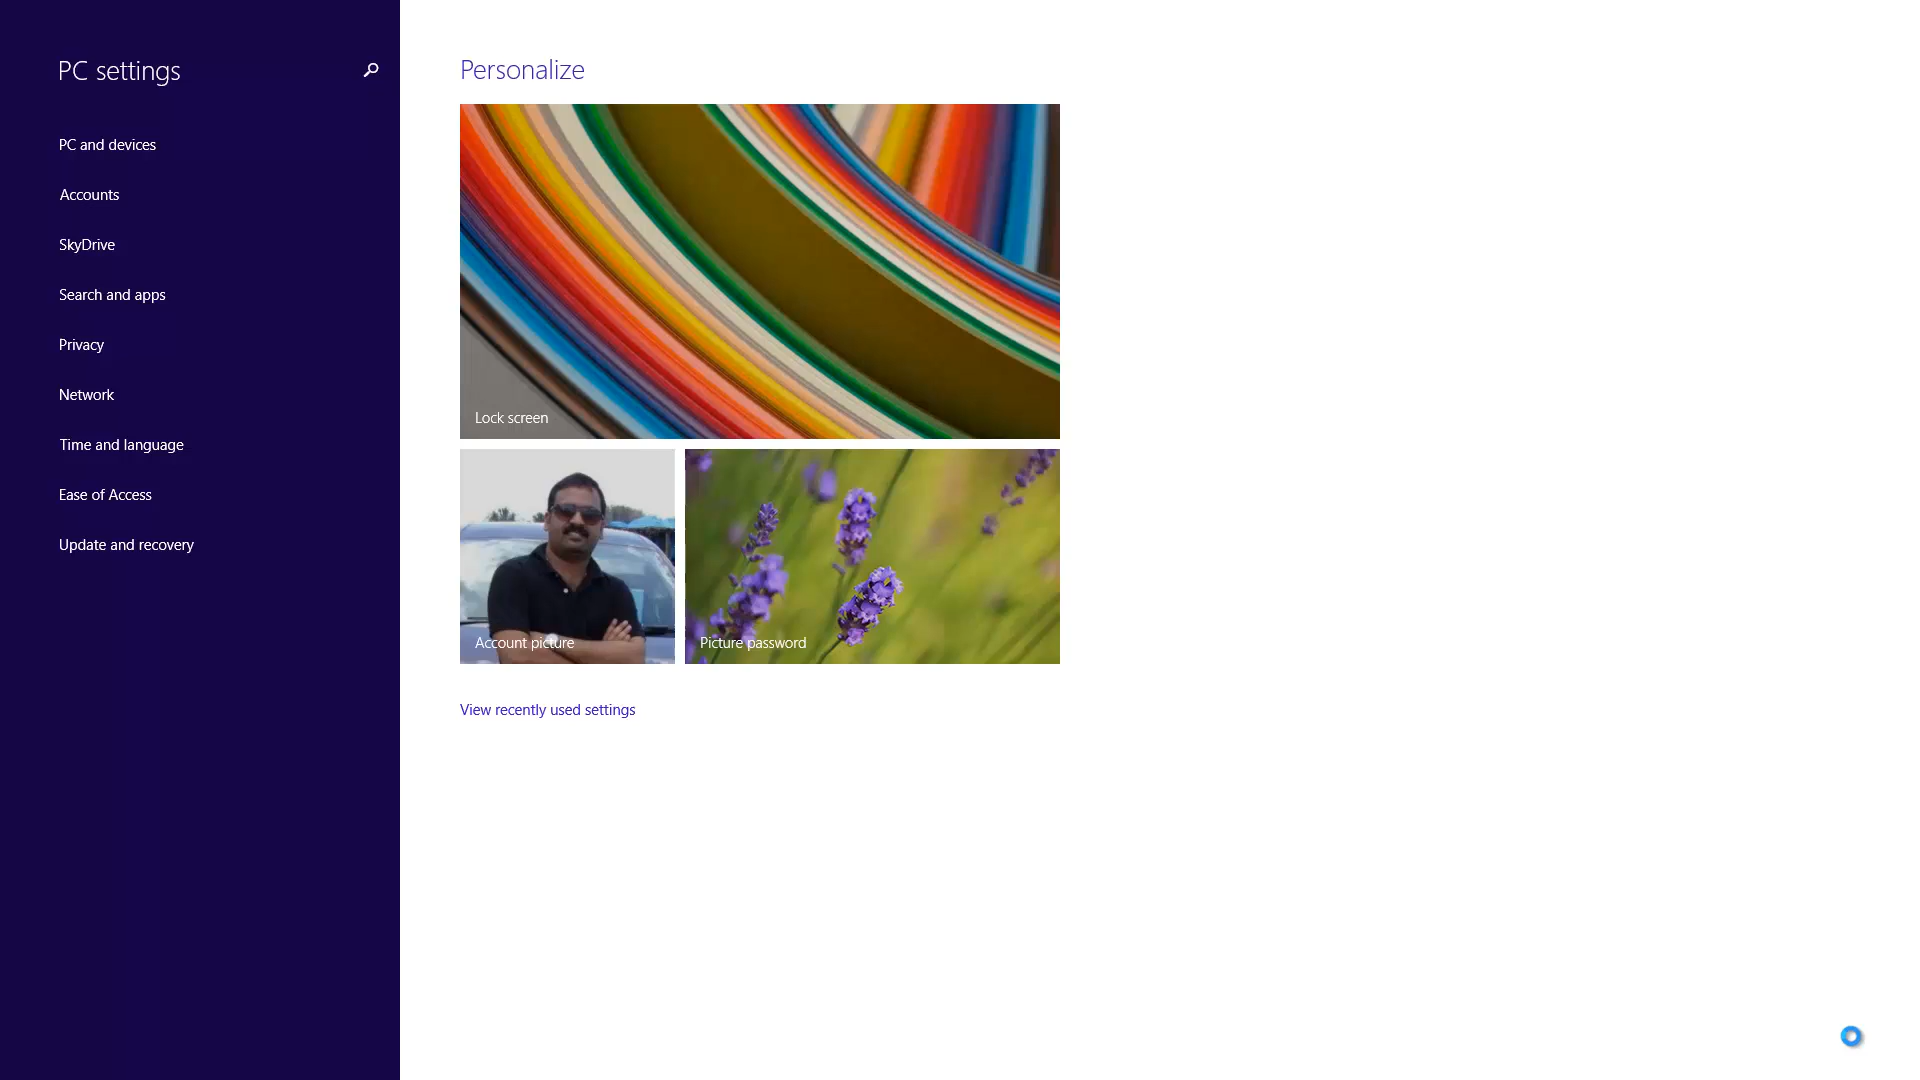 PC settings
PC and devices
Accounts
SkyDrive
Search and apps
Privacy
Network
Time and language
Ease of Access
Update and recovery
Personalize
Lock screen
Account picture
Picture password
View recently used settings